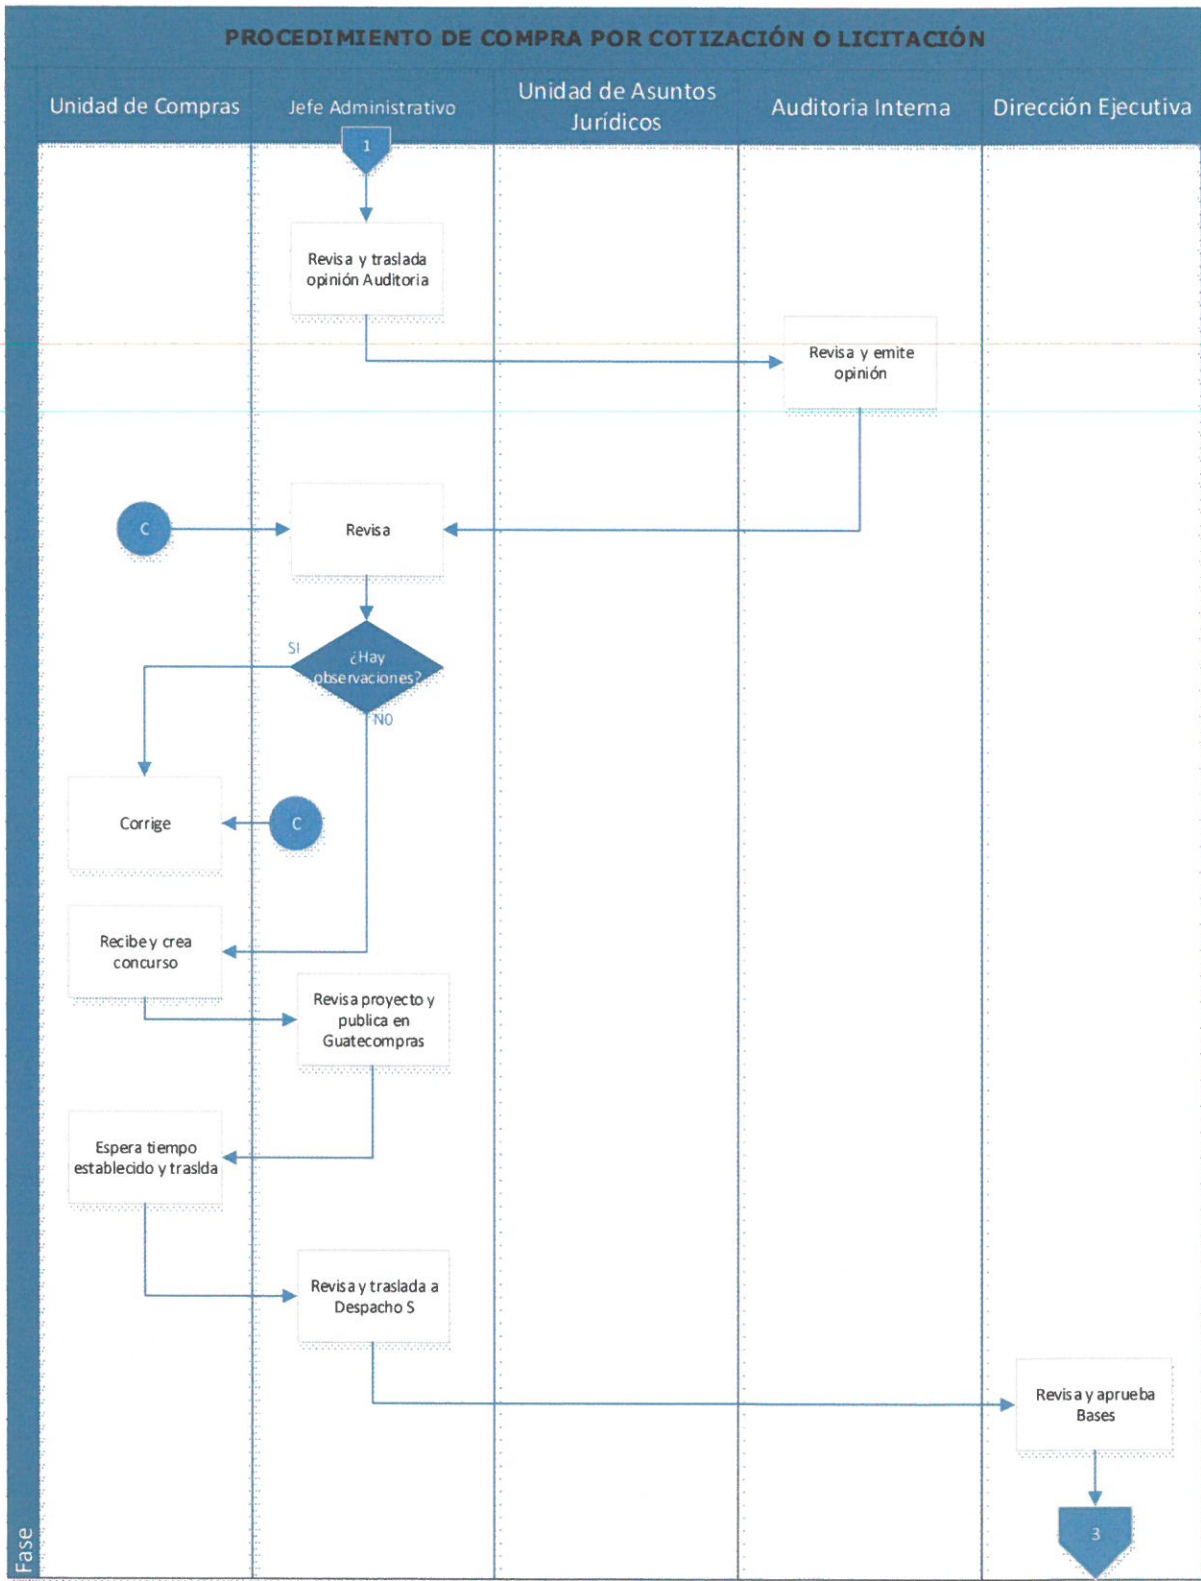 PROCEDIMIENTO DE COMPRA POR COTIZACIÓN O LICITACIÓN
Unidad de Compras
Jefe Administrativo
Unidad de Asuntos
Jurídicos
Auditoria Interna
Dirección Ejecutiva
1
Revisa y traslada
opinión Auditoria
Revisa y emite
opinión
C
Revisa
SI
¿Hay
observaciones?
NO
Corrige
C
Recibe y crea
concurso
Revisa proyecto y
publica en
Guatecompras
Espera tiempo
establecido y traslda
Revisa y traslada a
Despacho S
Revisa y aprueba
Bases
3
Fase